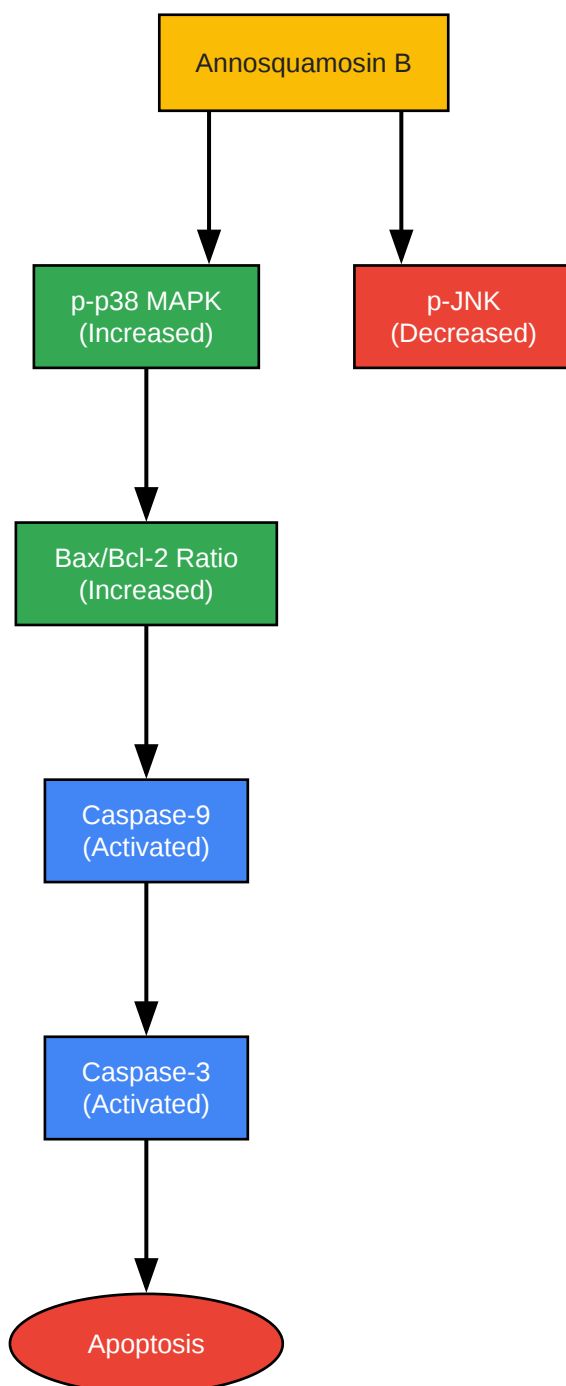 Annosquamosin B
p-p38 MAPK
(Increased)
p-JNK
(Decreased)
Bax/Bcl-2 Ratio
(Increased)
Caspase-9
(Activated)
Caspase-3
(Activated)
Apoptosis